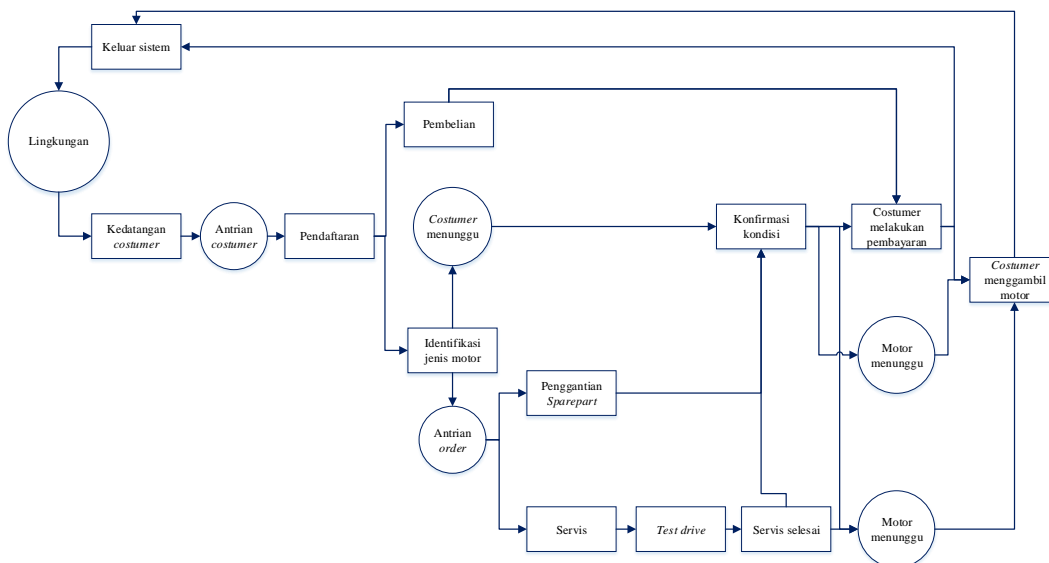 Keluar sistem
Lingkungan
Pembelian
Kedatangan
costumer
Antrian
costumer
Pendaftaran
Costumer
menunggu
Konfirmasi
kondisi
Costumer
melakukan
pembayaran
Costumer
menggambil
motor
Identifikasi
jenis motor
Motor
menunggu
Penggantian
Sparepart
Antrian
order
Servis
Test drive
Servis selesai
Motor
menunggu